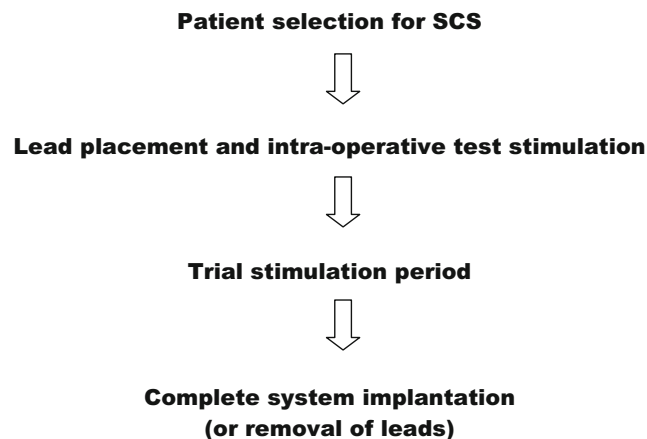 Patient selection for SCS
Lead placement and intra-operative test stimulation
Trial stimulation period
Complete system implantation
(or removal of leads)